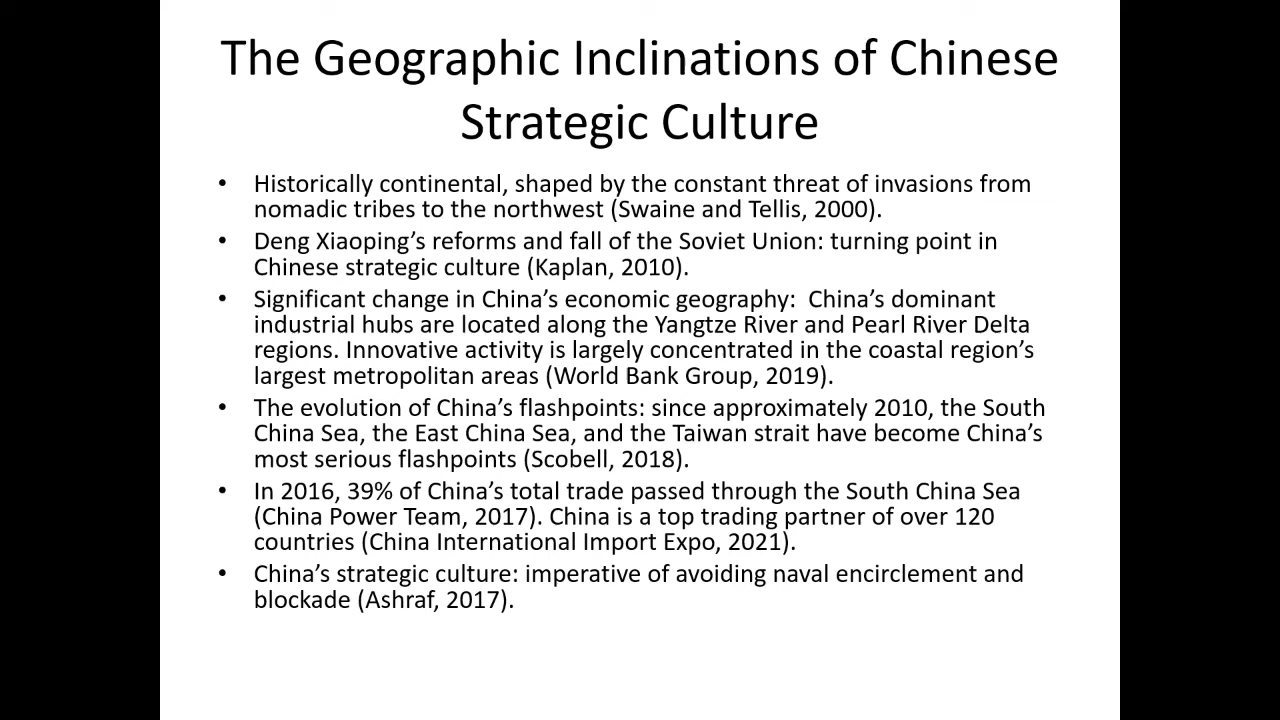 The Geographic Inclinations of Chinese
Strategic Culture
• Historically continental, shaped by the constant threat of invasions from
nomadic tribes to the northwest (Swaine and Tellis, 2000).
• Deng Xiaoping’s reforms and fall of the Soviet Union: turning point in
Chinese strategic culture (Kaplan, 2010).
• Significant change in China’s economic geography:  China’s dominant
industrial hubs are located along the Yangtze River and Pearl River Delta
regions. Innovative activity is largely concentrated in the coastal region’s
largest metropolitan areas (World Bank Group, 2019).
• The evolution of China’s flashpoints: since approximately 2010, the South
China Sea, the East China Sea, and the Taiwan strait have become China’s
most serious flashpoints (Scobell, 2018).
• In 2016, 39% of China’s total trade passed through the South China Sea
(China Power Team, 2017). China is a top trading partner of over 120
countries (China International Import Expo, 2021).
• China’s strategic culture: imperative of avoiding naval encirclement and
blockade (Ashraf, 2017).